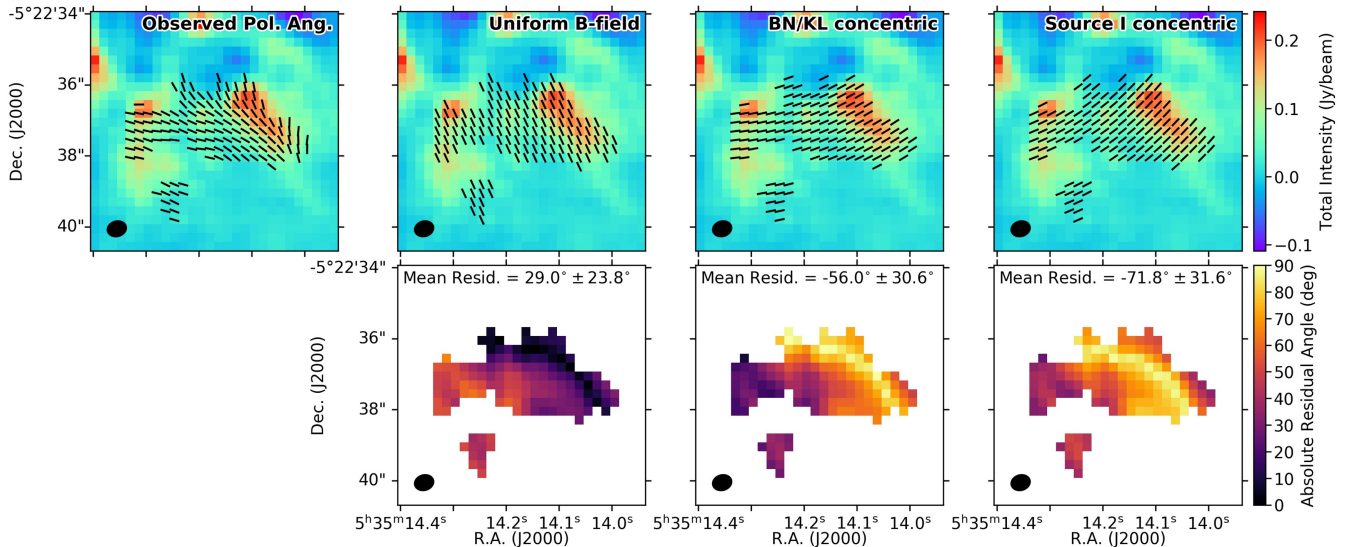 -5°22'34"
36"
38"
40"
Dec. (J2000)
Observed Pol. Ang.
Uniform B-field
BN/KL concentric
Source I concentric
0.2
0.1
0.0
−0.1
Total Intensity (Jy/beam)
-5°22'34"
36"
38"
40"
Dec. (J2000)
Mean Resid. = 29.0° ± 23.8°
Mean Resid. = -56.0° ± 30.6°
Mean Resid. = -71.8° ± 31.6°
90
80
70
60
50
40
30
20
10
0
Absolute Residual Angle (deg)
5h35m14.4s 14.2s 14.1s 14.0s
R.A. (J2000)
5h35m14.4s 14.2s 14.1s 14.0s
R.A. (J2000)
5h35m14.4s 14.2s 14.1s 14.0s
R.A. (J2000)